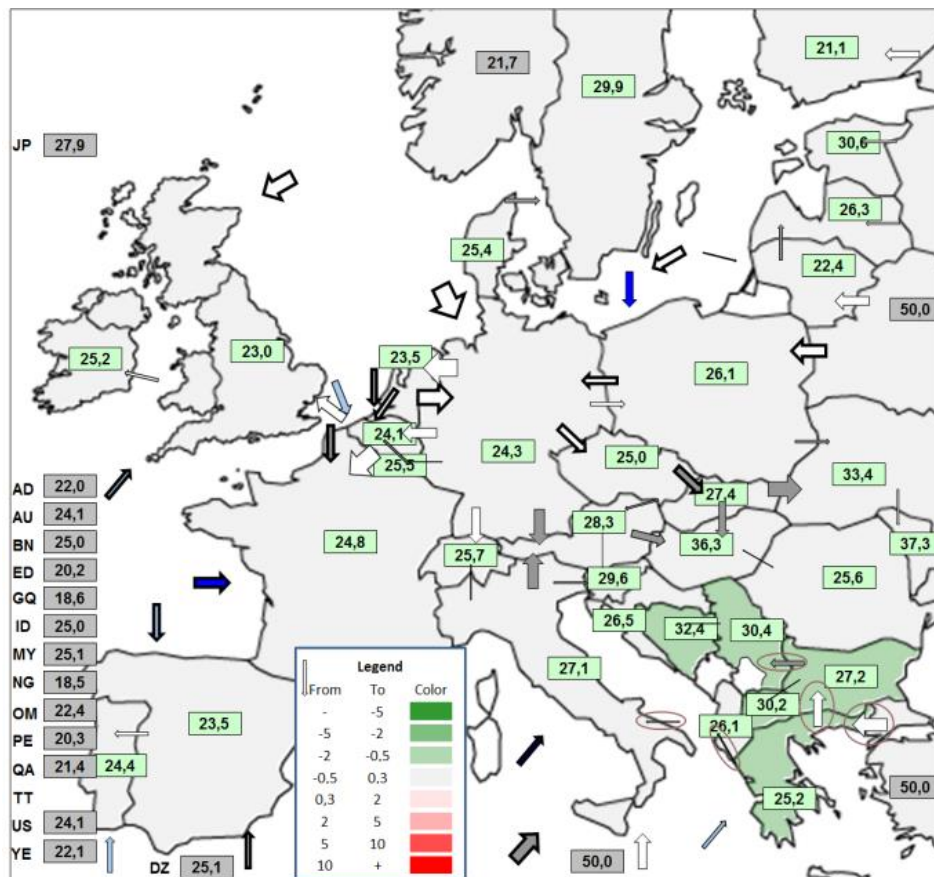 21,7
29,9
21,1
JP 27,9
30,6
26,3
25,4
22,4
50,0
25,2
23,0
23,5
26,1
24,1
25,5
24,3
25,0
33,4
27,4
AD 22,0
AU 24,1
BN 25,0
ED 20,2
GQ 18,6
ID 25,0
MY 25,1
NG 18,5
OM 22,4
PE 20,3
QA 21,4
TT
US 24,1
YE 22,1
24,8
28,3
36,3
37,3
25,7
29,6
25,6
26,5
32,4
30,4
27,1
27,2
30,2
26,1
23,5
24,4
25,2
50,0
DZ 25,1
50,0
Legend
From To Color
- -5
-5 -2
-2 -0,5
-0,5 0,3
0,3 2
2 5
5 10
10 +